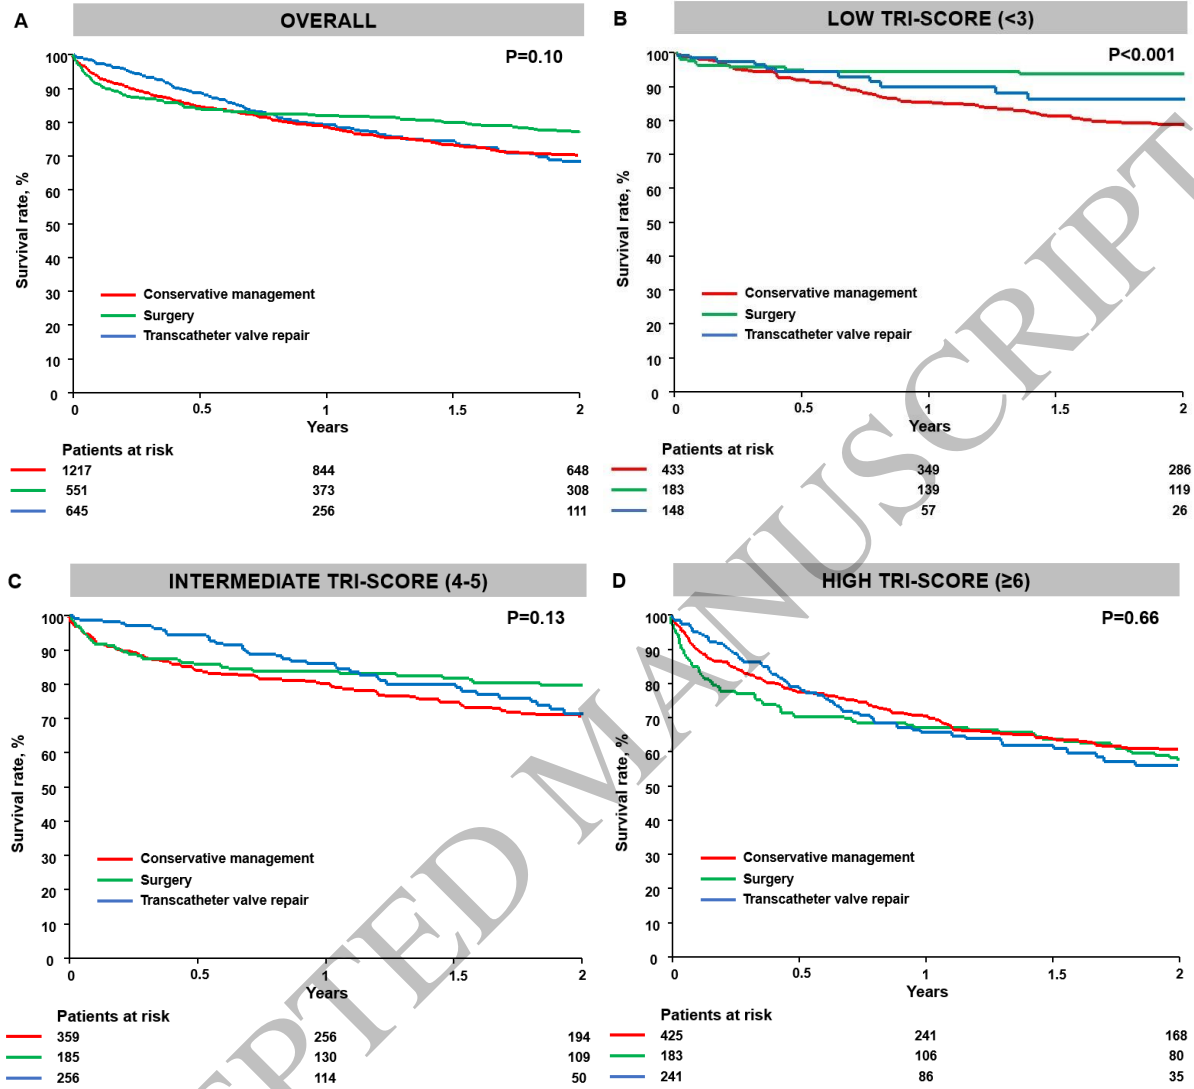 A OVERALL
P=0.10
100
90
80
70
60
50
40
30
20
10
0
Survival rate, %
Conservative management
Surgery
Transcatheter valve repair
0 0.5 1 1.5 2
Years
Patients at risk
1217 844 648
551 373 308
645 256 111
B LOW TRI-SCORE (<3)
P<0.001
100
90
80
70
60
50
40
30
20
10
0
Survival rate, %
Conservative management
Surgery
Transcatheter valve repair
0 0.5 1 1.5 2
Years
Patients at risk
433 349 286
183 139 119
148 57 26
C INTERMEDIATE TRI-SCORE (4-5)
P=0.13
100
90
80
70
60
50
40
30
20
10
0
Survival rate, %
Conservative management
Surgery
Transcatheter valve repair
0 0.5 1 1.5 2
Years
Patients at risk
359 256 194
185 130 109
256 114 50
D HIGH TRI-SCORE (≥6)
P=0.66
100
90
80
70
60
50
40
30
20
10
0
Survival rate, %
Conservative management
Surgery
Transcatheter valve repair
0 0.5 1 1.5 2
Years
Patients at risk
425 241 168
183 106 80
241 86 35
EPTED MANUSCRIPT